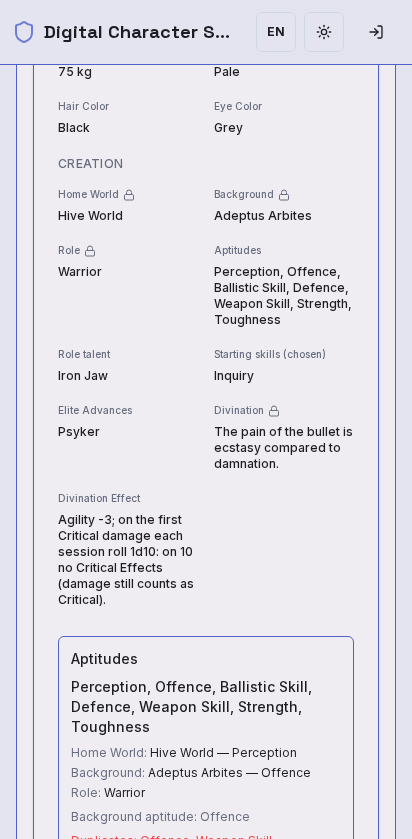 Digital Character S...
EN
75 kg
Pale
Hair Color
Eye Color
Black
Grey
CREATION
Home World
Background
Hive World
Adeptus Arbites
Role
Aptitudes
Warrior
Perception, Offence,
Ballistic Skill, Defence,
Weapon Skill, Strength,
Toughness
Role talent
Starting skills (chosen)
Iron Jaw
Inquiry
Elite Advances
Divination
Psyker
The pain of the bullet is
ecstasy compared to
damnation.
Divination Effect
Agility -3; on the first
Critical damage each
session roll 1d10: on 10
no Critical Effects
(damage still counts as
Critical).
Aptitudes
Perception, Offence, Ballistic Skill,
Defence, Weapon Skill, Strength,
Toughness
Home World: Hive World — Perception
Background: Adeptus Arbites — Offence
Role: Warrior
Background aptitude: Offence
Duplicates: Offence, Weapon Skill